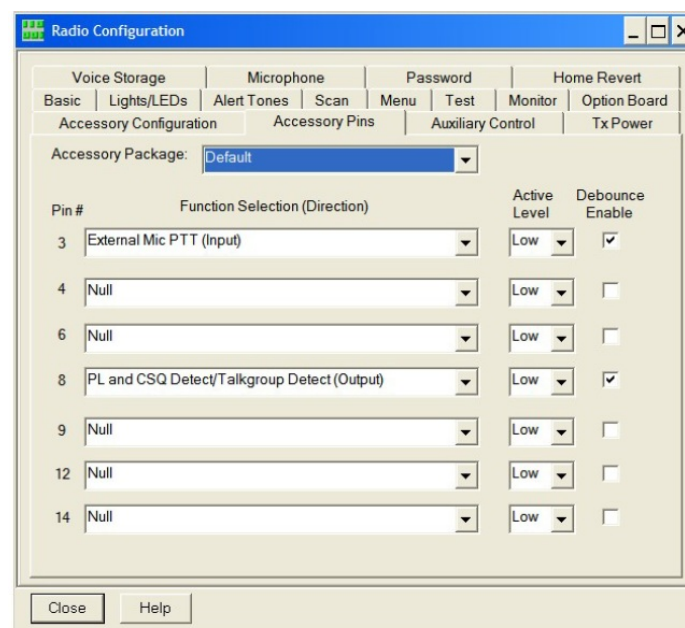 Radio Configuration
Voice Storage Microphone Password Home Revert
Basic Lights/LEDs Alert Tones Scan Menu Test Monitor Option Board
Accessory Configuration Accessory Pins Auxiliary Control Tx Power
Accessory Package: Default
Pin # Function Selection (Direction) Active Level Debounce Enable
3 External Mic PTT (Input) Low
4 Null Low
6 Null Low
8 PL and CSQ Detect/Talkgroup Detect (Output) Low
9 Null Low
12 Null Low
14 Null Low
Close Help